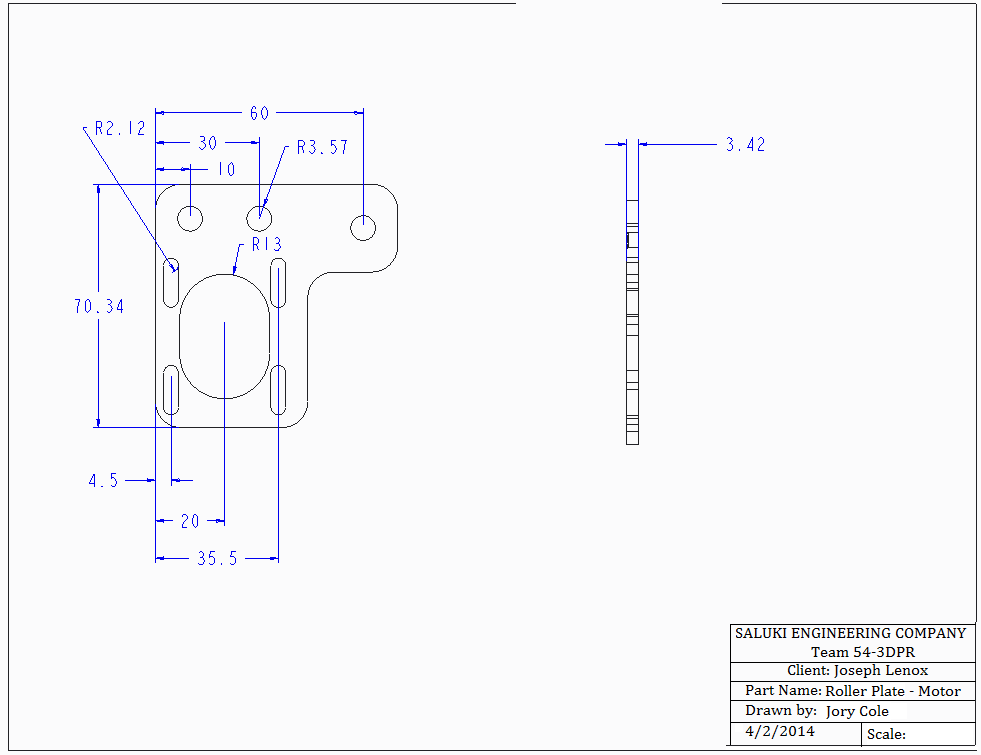 60
R2.12
30
R3.57
3.42
10
R13
70.34
4.5
20
35.5
SALUKI ENGINEERING COMPANY
Team 54-3DPR
Client: Joseph Lenox
Part Name: Roller Plate - Motor
Drawn by: Jory Cole
4/2/2014
Scale: